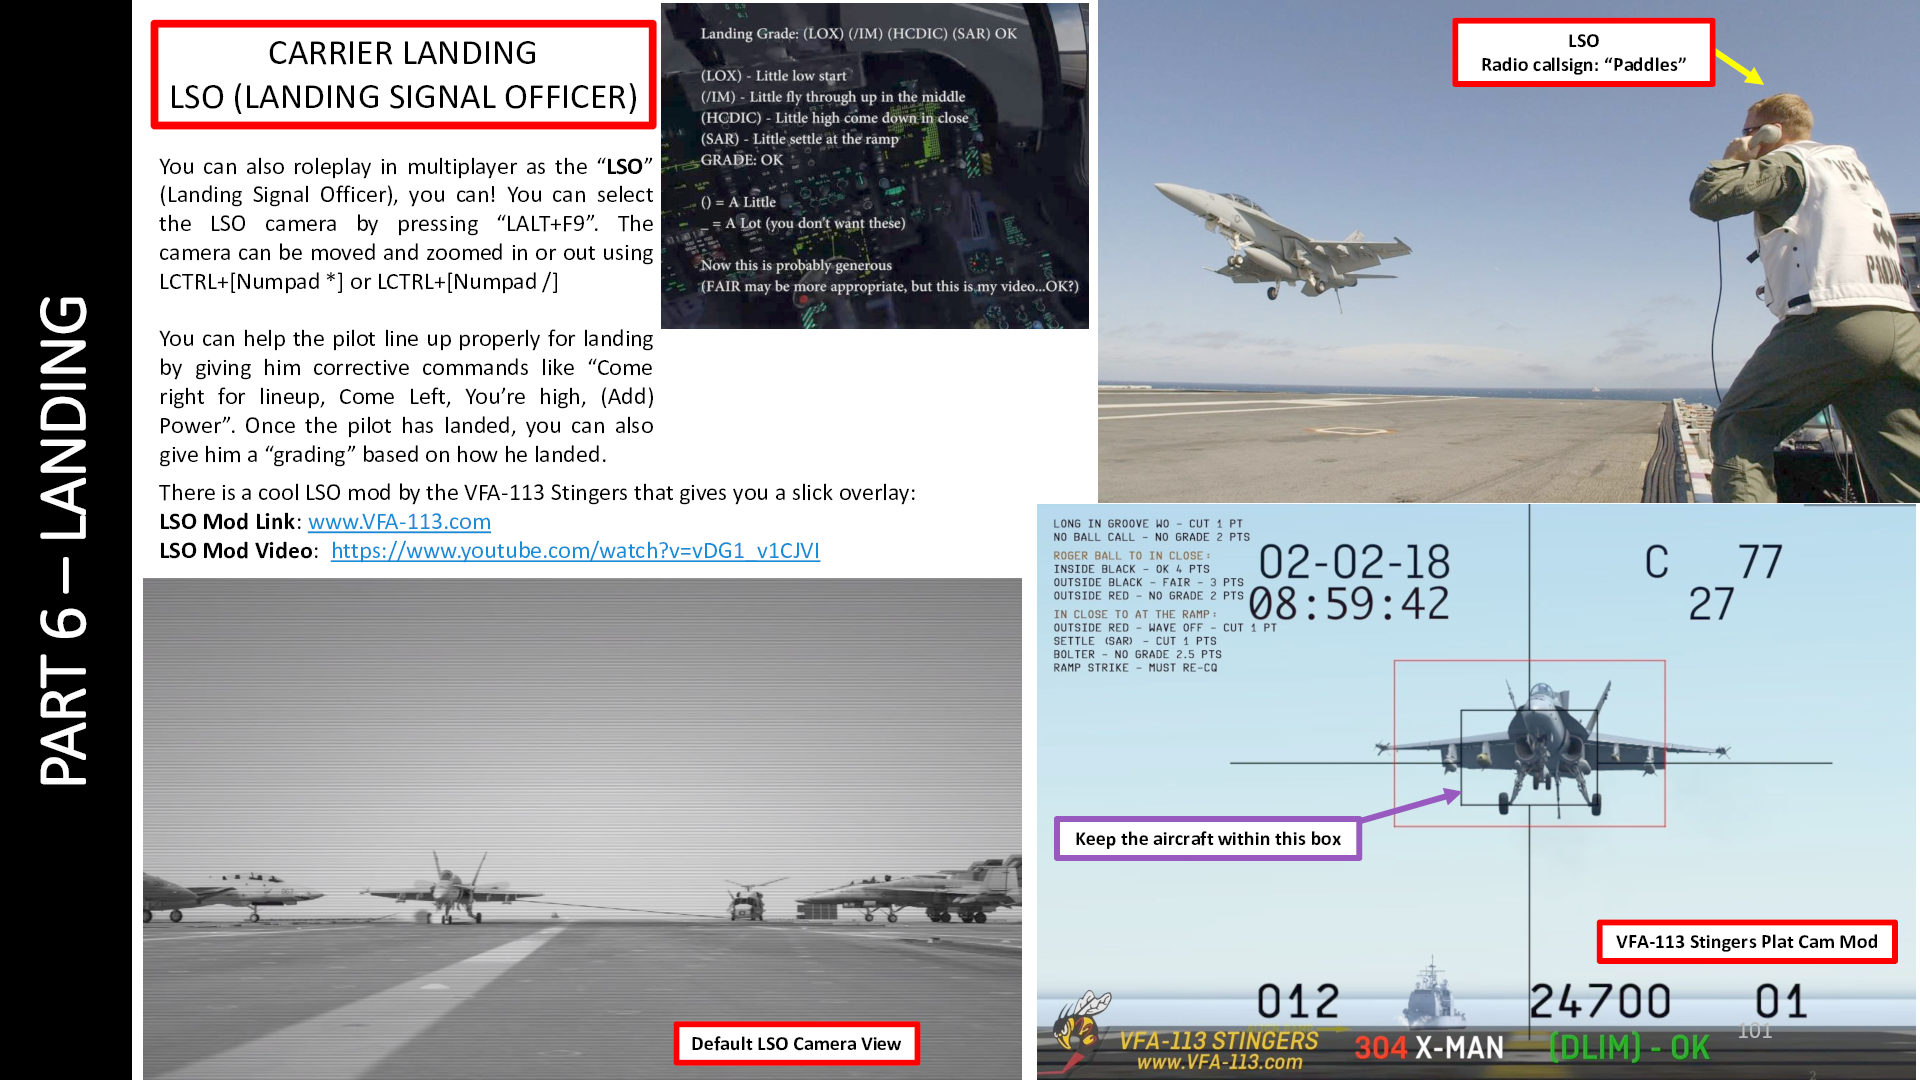 PART 6 – LANDING
CARRIER LANDING
LSO (LANDING SIGNAL OFFICER)
You can also roleplay in multiplayer as the “LSO”
(Landing Signal Officer), you can! You can select
the LSO camera by pressing “LALT+F9”. The
camera can be moved and zoomed in or out using
LCTRL+[Numpad *] or LCTRL+[Numpad /]
You can help the pilot line up properly for landing
by giving him corrective commands like “Come
right for lineup, Come Left, You’re high, (Add)
Power”. Once the pilot has landed, you can also
give him a “grading” based on how he landed.
There is a cool LSO mod by the VFA-113 Stingers that gives you a slick overlay:
LSO Mod Link: www.VFA-113.com
LSO Mod Video: https://www.youtube.com/watch?v=vDG1_v1CJVI
Landing Grade: (LOX) (/IM) (HCDIC) (SAR) OK
(LOX) - Little low start
(/IM) - Little fly through up in the middle
(HCDIC) - Little high come down in close
(SAR) - Little settle at the ramp
GRADE: OK
() = A Little
_ = A Lot (you don't want these)
Now this is probably generous
(FAIR may be more appropriate, but this is my video...OK?)
LSO
Radio callsign: “Paddles”
Default LSO Camera View
LONG IN GROOVE WO – CUT 1 PT
NO BALL CALL – NO GRADE 2 PTS
ROGER BALL TO IN CLOSE:
INSIDE BLACK – OK 4 PTS
OUTSIDE BLACK – FAIR – 3 PTS
OUTSIDE RED – NO GRADE 2 PTS
IN CLOSE TO AT THE RAMP:
OUTSIDE RED – WAVE OFF – CUT 1 PT
SETTLE (SAR) – CUT 1 PTS
BOLTER – NO GRADE 2.5 PTS
RAMP STRIKE – MUST RE-CQ
02-02-18
08:59:42
C 77
27
Keep the aircraft within this box
VFA-113 Stingers Plat Cam Mod
012 24700 01
VFA-113 STINGERS
www.VFA-113.com
304 X-MAN (DLIM) - OK
101
2